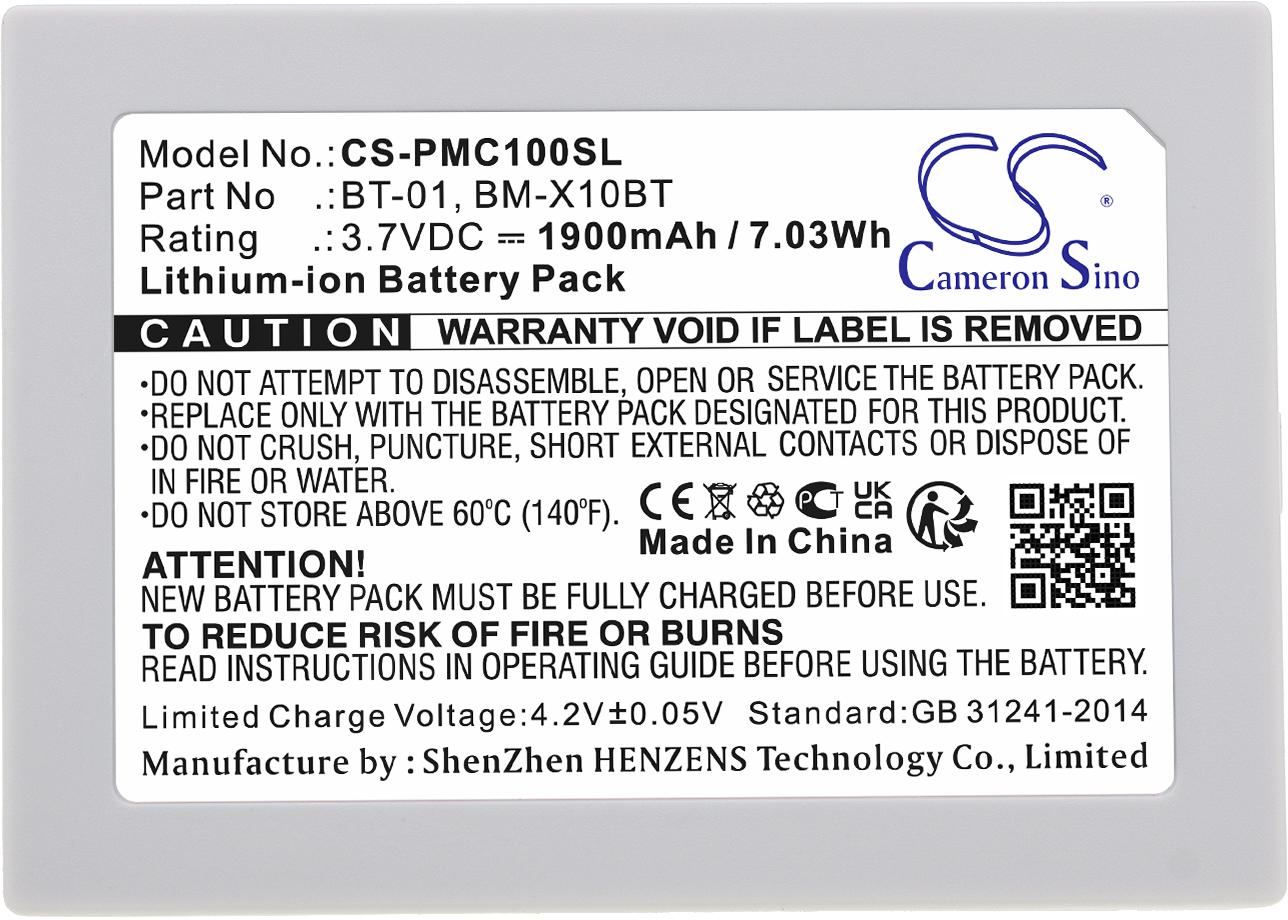 Model No.: CS-PMC100SL
Part No .: BT-01, BM-X10BT
Rating .: 3.7VDC ⎓ 1900mAh / 7.03Wh
Lithium-ion Battery Pack
CS ®
Cameron Sino
CAUTION WARRANTY VOID IF LABEL IS REMOVED
•DO NOT ATTEMPT TO DISASSEMBLE, OPEN OR SERVICE THE BATTERY PACK.
•REPLACE ONLY WITH THE BATTERY PACK DESIGNATED FOR THIS PRODUCT.
•DO NOT CRUSH, PUNCTURE, SHORT EXTERNAL CONTACTS OR DISPOSE OF
IN FIRE OR WATER.
•DO NOT STORE ABOVE 60°C (140°F).
CE PCT UK CA
Made In China
ATTENTION!
NEW BATTERY PACK MUST BE FULLY CHARGED BEFORE USE.
TO REDUCE RISK OF FIRE OR BURNS
READ INSTRUCTIONS IN OPERATING GUIDE BEFORE USING THE BATTERY.
Limited Charge Voltage:4.2V±0.05V Standard:GB 31241-2014
Manufacture by : ShenZhen HENZENS Technology Co., Limited